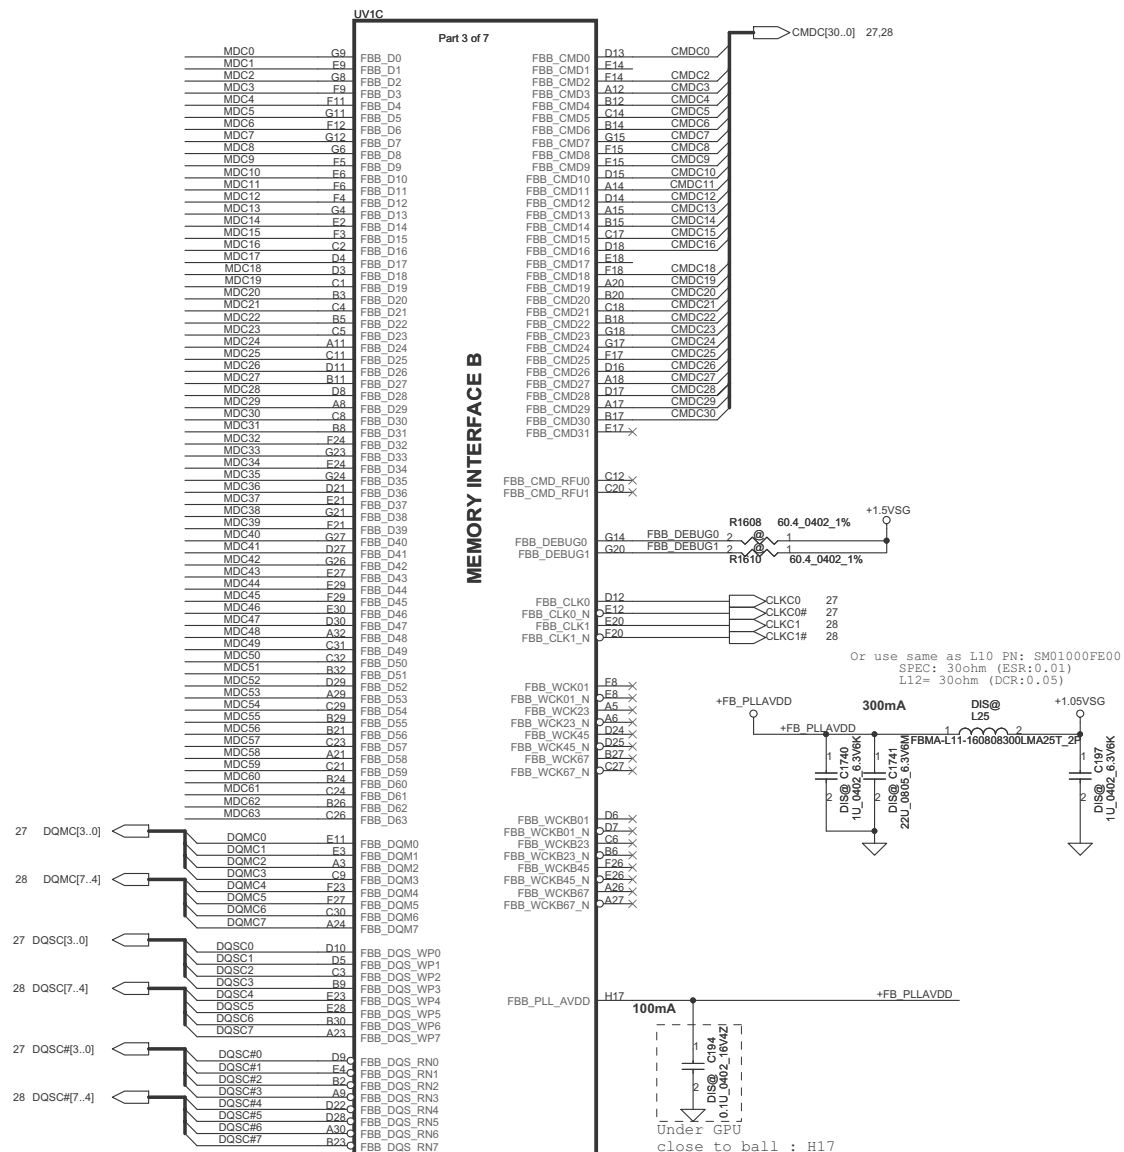 UV1C
Part 3 of 7
MEMORY INTERFACE B
MDC0 G9 FBB_D0
MDC1 E9 FBB_D1
MDC2 G8 FBB_D2
MDC3 F9 FBB_D3
MDC4 F11 FBB_D4
MDC5 G11 FBB_D5
MDC6 F12 FBB_D6
MDC7 G12 FBB_D7
MDC8 G6 FBB_D8
MDC9 F5 FBB_D9
MDC10 E6 FBB_D10
MDC11 F6 FBB_D11
MDC12 F4 FBB_D12
MDC13 G4 FBB_D13
MDC14 E2 FBB_D14
MDC15 F3 FBB_D15
MDC16 C2 FBB_D16
MDC17 D4 FBB_D17
MDC18 D3 FBB_D18
MDC19 C1 FBB_D19
MDC20 B3 FBB_D20
MDC21 C4 FBB_D21
MDC22 B5 FBB_D22
MDC23 C5 FBB_D23
MDC24 A11 FBB_D24
MDC25 C11 FBB_D25
MDC26 D11 FBB_D26
MDC27 B11 FBB_D27
MDC28 D8 FBB_D28
MDC29 A8 FBB_D29
MDC30 C8 FBB_D30
MDC31 B8 FBB_D31
MDC32 F24 FBB_D32
MDC33 G23 FBB_D33
MDC34 E24 FBB_D34
MDC35 G24 FBB_D35
MDC36 D21 FBB_D36
MDC37 E21 FBB_D37
MDC38 G21 FBB_D38
MDC39 F21 FBB_D39
MDC40 G27 FBB_D40
MDC41 D27 FBB_D41
MDC42 G26 FBB_D42
MDC43 E27 FBB_D43
MDC44 E29 FBB_D44
MDC45 F29 FBB_D45
MDC46 E30 FBB_D46
MDC47 D30 FBB_D47
MDC48 A32 FBB_D48
MDC49 C31 FBB_D49
MDC50 C32 FBB_D50
MDC51 B32 FBB_D51
MDC52 D29 FBB_D52
MDC53 A29 FBB_D53
MDC54 C29 FBB_D54
MDC55 B29 FBB_D55
MDC56 B21 FBB_D56
MDC57 C23 FBB_D57
MDC58 A21 FBB_D58
MDC59 C21 FBB_D59
MDC60 B24 FBB_D60
MDC61 C24 FBB_D61
MDC62 B26 FBB_D62
MDC63 C26 FBB_D63
27 DQMC[3..0]
28 DQMC[7..4]
DQMC0 E11 FBB_DQM0
DQMC1 E3 FBB_DQM1
DQMC2 A3 FBB_DQM2
DQMC3 C9 FBB_DQM3
DQMC4 F23 FBB_DQM4
DQMC5 F27 FBB_DQM5
DQMC6 C30 FBB_DQM6
DQMC7 A24 FBB_DQM7
27 DQSC[3..0]
28 DQSC[7..4]
DQSC0 D10 FBB_DQS_WP0
DQSC1 D5 FBB_DQS_WP1
DQSC2 C3 FBB_DQS_WP2
DQSC3 B9 FBB_DQS_WP3
DQSC4 E23 FBB_DQS_WP4
DQSC5 E28 FBB_DQS_WP5
DQSC6 B30 FBB_DQS_WP6
DQSC7 A23 FBB_DQS_WP7
27 DQSC#[3..0]
28 DQSC#[7..4]
DQSC#0 D9 FBB_DQS_RN0
DQSC#1 E4 FBB_DQS_RN1
DQSC#2 B2 FBB_DQS_RN2
DQSC#3 A9 FBB_DQS_RN3
DQSC#4 D22 FBB_DQS_RN4
DQSC#5 D28 FBB_DQS_RN5
DQSC#6 A30 FBB_DQS_RN6
DQSC#7 B23 FBB_DQS_RN7
CMDC[30..0] 27,28
FBB_CMD0 D13 CMDC0
FBB_CMD1 E14
FBB_CMD2 F14 CMDC2
FBB_CMD3 A12 CMDC3
FBB_CMD4 B12 CMDC4
FBB_CMD5 C14 CMDC5
FBB_CMD6 B14 CMDC6
FBB_CMD7 G15 CMDC7
FBB_CMD8 F15 CMDC8
FBB_CMD9 E15 CMDC9
FBB_CMD10 D15 CMDC10
FBB_CMD11 A14 CMDC11
FBB_CMD12 D14 CMDC12
FBB_CMD13 A15 CMDC13
FBB_CMD14 B15 CMDC14
FBB_CMD15 C17 CMDC15
FBB_CMD16 D18 CMDC16
FBB_CMD17 E18
FBB_CMD18 F18 CMDC18
FBB_CMD19 A20 CMDC19
FBB_CMD20 B20 CMDC20
FBB_CMD21 C18 CMDC21
FBB_CMD22 B18 CMDC22
FBB_CMD23 G18 CMDC23
FBB_CMD24 G17 CMDC24
FBB_CMD25 F17 CMDC25
FBB_CMD26 D16 CMDC26
FBB_CMD27 A18 CMDC27
FBB_CMD28 D17 CMDC28
FBB_CMD29 A17 CMDC29
FBB_CMD30 B17 CMDC30
FBB_CMD31 E17
FBB_CMD_RFU0 C12
FBB_CMD_RFU1 C20
+1.5VSG
FBB_DEBUG0 G14 FBB_DEBUG0 2 R1608 @ 1 60.4_0402_1%
FBB_DEBUG1 G20 FBB_DEBUG1 2 R1610 @ 1 60.4_0402_1%
FBB_CLK0 D12 CLKC0 27
FBB_CLK0_N E12 CLKC0# 27
FBB_CLK1 E20 CLKC1 28
FBB_CLK1_N F20 CLKC1# 28
Or use same as L10 PN: SM01000FE00
SPEC: 30ohm (ESR:0.01)
L12= 30ohm (DCR:0.05)
FBB_WCK01 F8
FBB_WCK01_N E8
FBB_WCK23 A5
FBB_WCK23_N A6
FBB_WCK45 D24
FBB_WCK45_N D25
FBB_WCK67 B27
FBB_WCK67_N C27
+FB_PLLAVDD
300mA
DIS@
L25
+1.05VSG
+FB_PLLAVDD
1 2
FBMA-L11-160808300LMA25T_2P
1 2 DIS@ C1740
1U_0402_6.3V6K
1 2 DIS@ C1741
22U_0805_6.3V6M
1 2 DIS@ C197
1U_0402_6.3V6K
FBB_WCKB01 D6
FBB_WCKB01_N D7
FBB_WCKB23 C6
FBB_WCKB23_N B6
FBB_WCKB45 F26
FBB_WCKB45_N E26
FBB_WCKB67 A26
FBB_WCKB67_N A27
FBB_PLL_AVDD H17 +FB_PLLAVDD
100mA
1 2 DIS@ C194
0.1U_0402_16V4Z
Under GPU
close to ball : H17